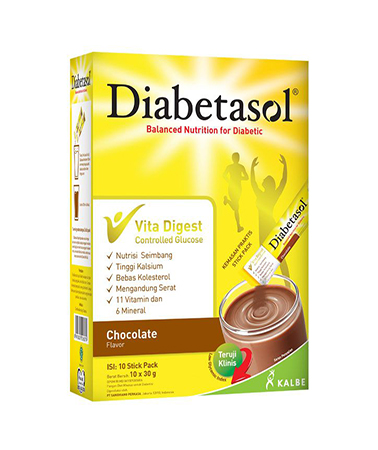 Diabetasol®
Balanced Nutrition for Diabetic
Vita Digest
Controlled Glucose
✓ Nutrisi Seimbang
✓ Tinggi Kalsium
✓ Bebas Kolesterol
✓ Mengandung Serat
✓ 11 Vitamin dan
6 Mineral
KEMASAN PRAKTIS
STICK PACK
Diabetasol
Chocolate
Flavor
ISI: 10 Stick Pack
Berat Bersih: 10 x 30 g
Teruji
Klinis
KALBE